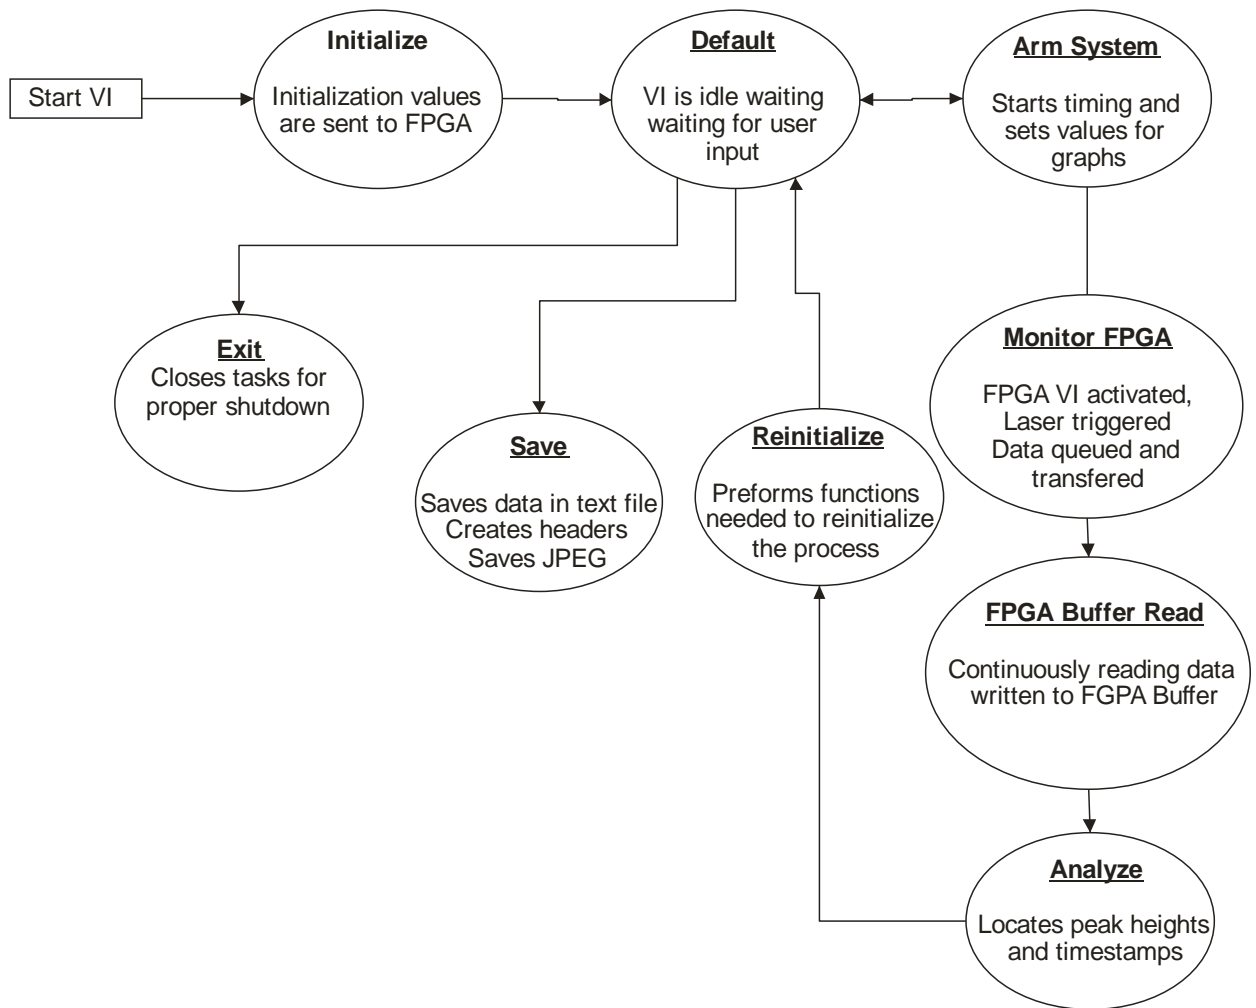 Start VI
Initialize
Initialization values
are sent to FPGA
Default
VI is idle waiting
waiting for user
input
Arm System
Starts timing and
sets values for
graphs
Exit
Closes tasks for
proper shutdown
Save
Saves data in text file
Creates headers
Saves JPEG
Reinitialize
Preforms functions
needed to reinitialize
the process
Monitor FPGA
FPGA VI activated,
Laser triggered
Data queued and
transfered
FPGA Buffer Read
Continuously reading data
written to FGPA Buffer
Analyze
Locates peak heights
and timestamps